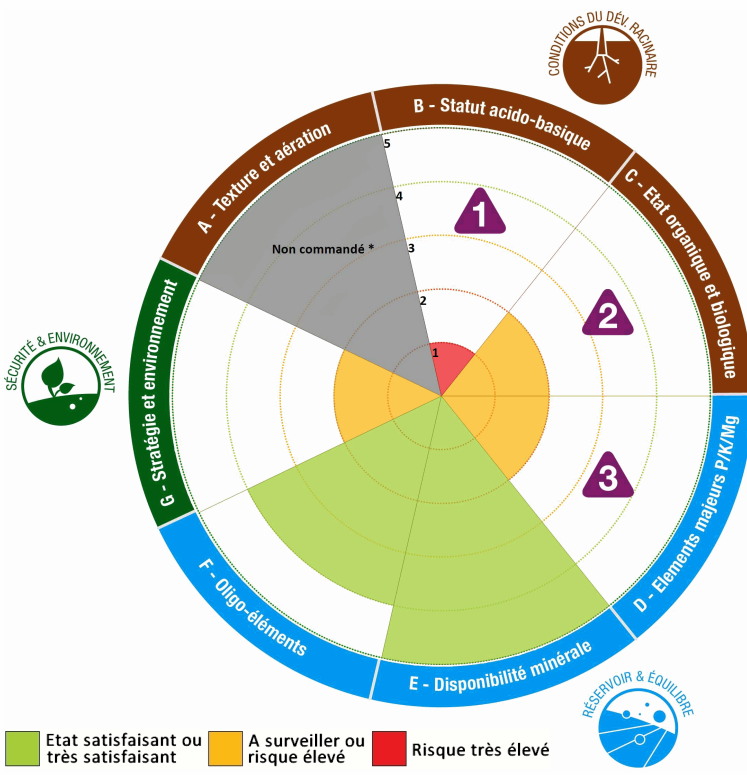 CONDITIONS DU DÉV. RACINAIRE
B - Statut acido-basique
A - Texture et aération
C - Etat organique et biologique
5
4
3
2
1
Non commandé *
1
2
3
SÉCURITÉ & ENVIRONNEMENT
G - Stratégie et environnement
D - Elements majeurs P/K/Mg
F - Oligo-éléments
E - Disponibilité minérale
RÉSERVOIR & ÉQUILIBRE
Etat satisfaisant ou
très satisfaisant
A surveiller ou
risque élevé
Risque très élevé